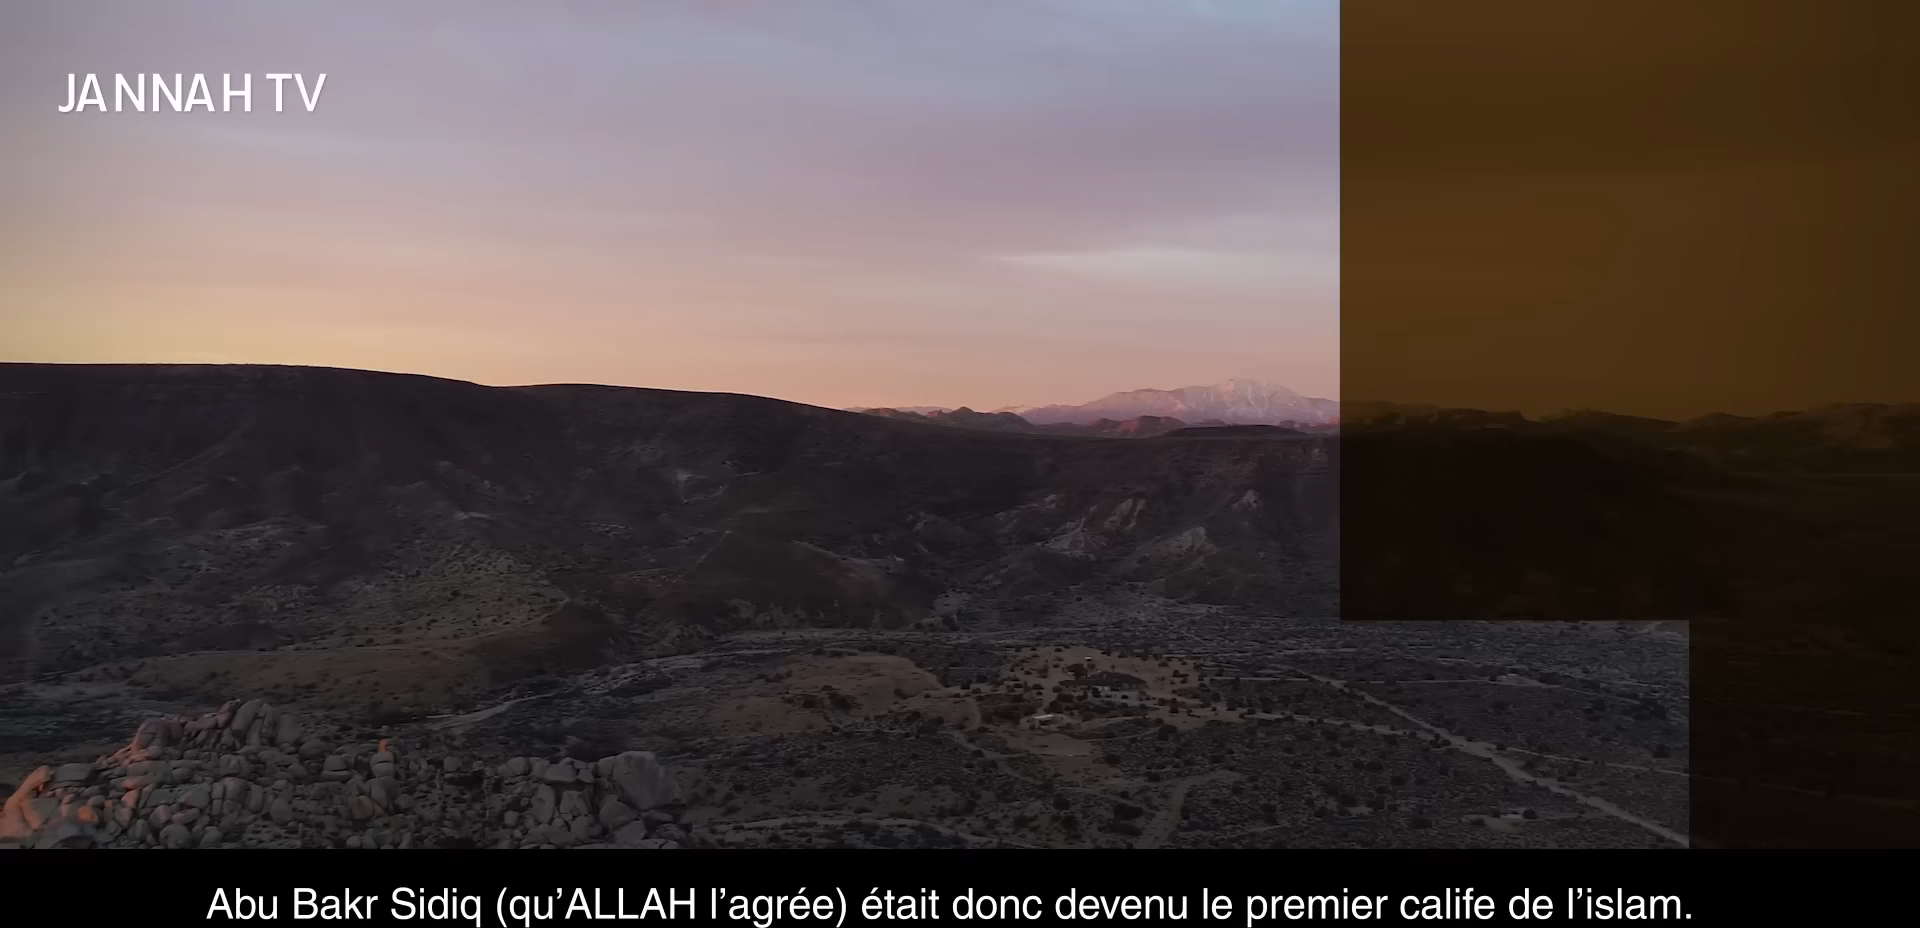 JANNAH TV
Abu Bakr Sidiq (qu’ALLAH l’agrée) était donc devenu le premier calife de l’islam.